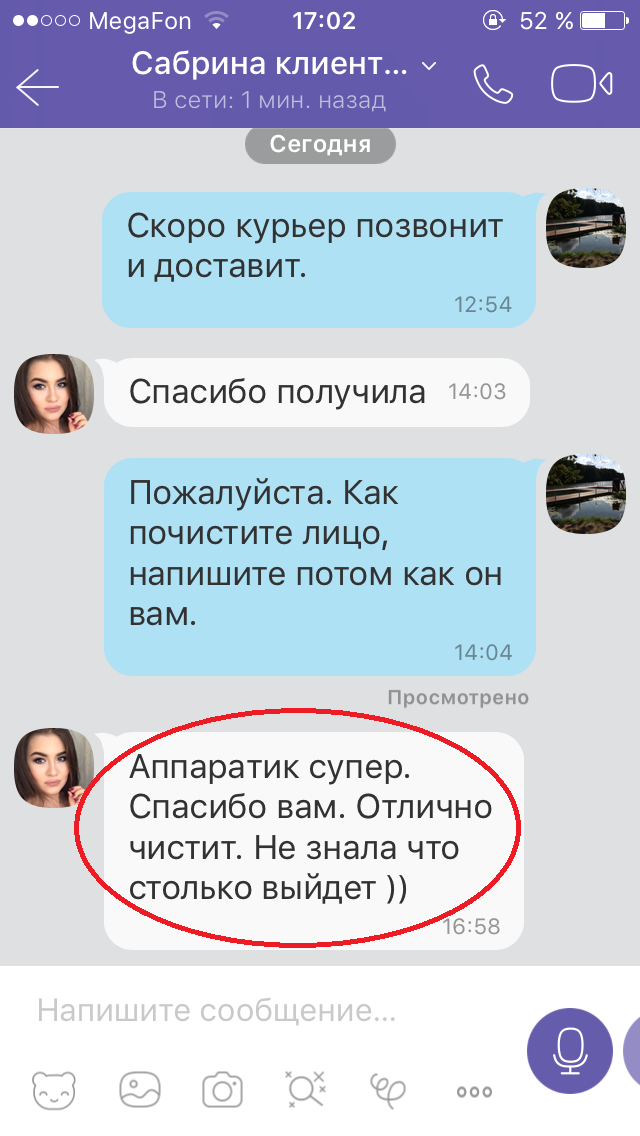 MegaFon 17:02 52 %
Сабрина клиент...
В сети: 1 мин. назад
Сегодня
Скоро курьер позвонит
и доставит.
12:54
Спасибо получила 14:03
Пожалуйста. Как
почистите лицо,
напишите потом как он
вам.
14:04
Просмотрено
Аппаратик супер.
Спасибо вам. Отлично
чистит. Не знала что
столько выйдет ))
16:58
Напишите сообщение...